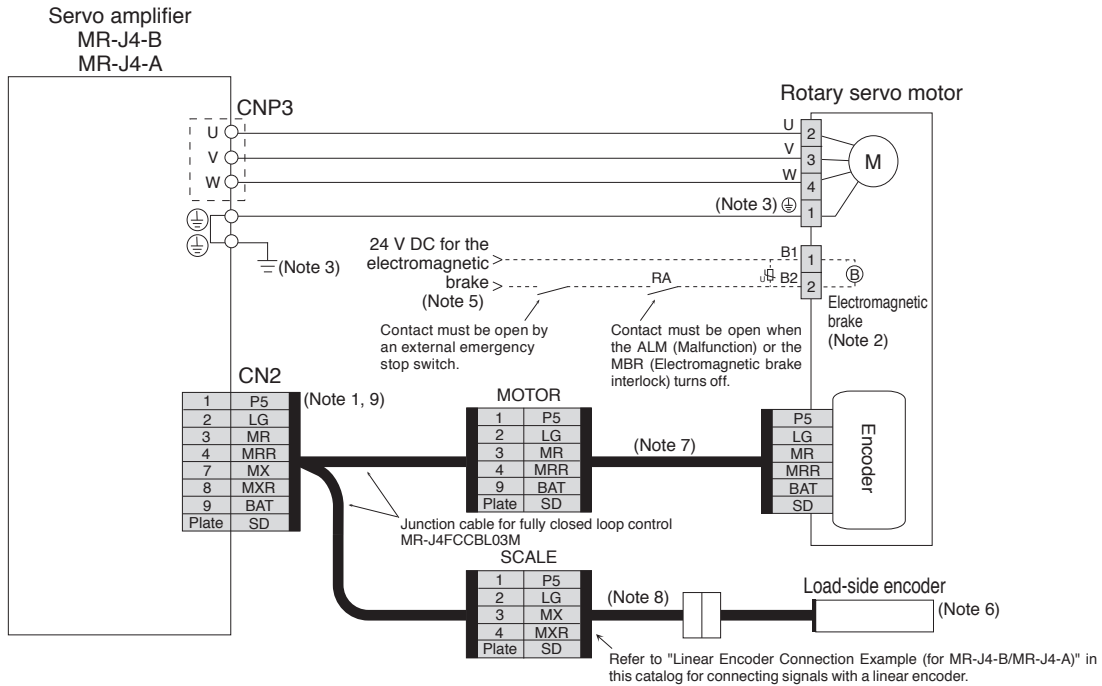 Servo amplifier
MR-J4-B
MR-J4-A
CNP3
U
V
W
Rotary servo motor
U 2
V 3
W 4
(Note 3) 1
M
(Note 3)
24 V DC for the
electromagnetic
brake
(Note 5)
RA
B1 1
U B2 2
B
Electromagnetic
brake
(Note 2)
Contact must be open by
an external emergency
stop switch.
Contact must be open when
the ALM (Malfunction) or the
MBR (Electromagnetic brake
interlock) turns off.
CN2
(Note 1, 9)
1 P5
2 LG
3 MR
4 MRR
7 MX
8 MXR
9 BAT
Plate SD
MOTOR
1 P5
2 LG
3 MR
4 MRR
9 BAT
Plate SD
(Note 7)
P5
LG
MR
MRR
BAT
SD
Encoder
Junction cable for fully closed loop control
MR-J4FCCBL03M
SCALE
1 P5
2 LG
3 MX
4 MXR
Plate SD
(Note 8)
Load-side encoder
(Note 6)
Refer to "Linear Encoder Connection Example (for MR-J4-B/MR-J4-A)" in
this catalog for connecting signals with a linear encoder.